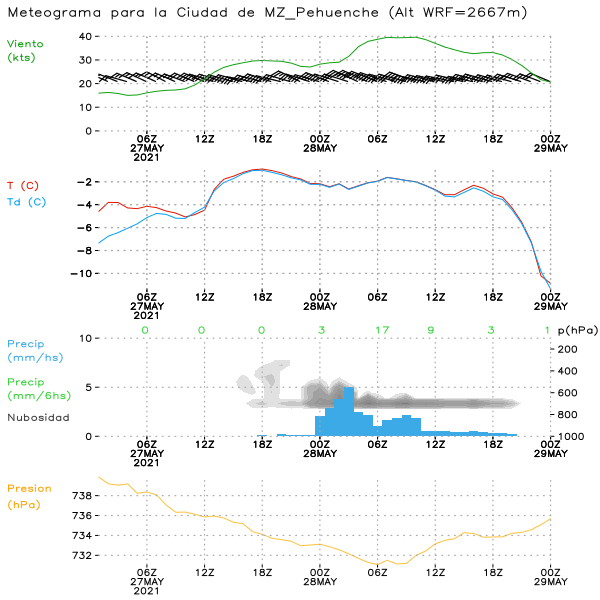 Meteograma para la Ciudad de MZ_Pehuenche (Alt WRF=2667m)
Viento
(kts)
40
30
20
10
0
06Z 12Z 18Z 00Z 06Z 12Z 18Z 00Z
27MAY 28MAY 29MAY
2021
T (C)
Td (C)
-2
-4
-6
-8
-10
06Z 12Z 18Z 00Z 06Z 12Z 18Z 00Z
27MAY 28MAY 29MAY
2021
0 0 0 3 17 9 3 1 p(hPa)
Precip
(mm/hs)
Precip
(mm/6hs)
Nubosidad
10
5
0
200
400
600
800
1000
06Z 12Z 18Z 00Z 06Z 12Z 18Z 00Z
27MAY 28MAY 29MAY
2021
Presion
(hPa)
738
736
734
732
06Z 12Z 18Z 00Z 06Z 12Z 18Z 00Z
27MAY 28MAY 29MAY
2021